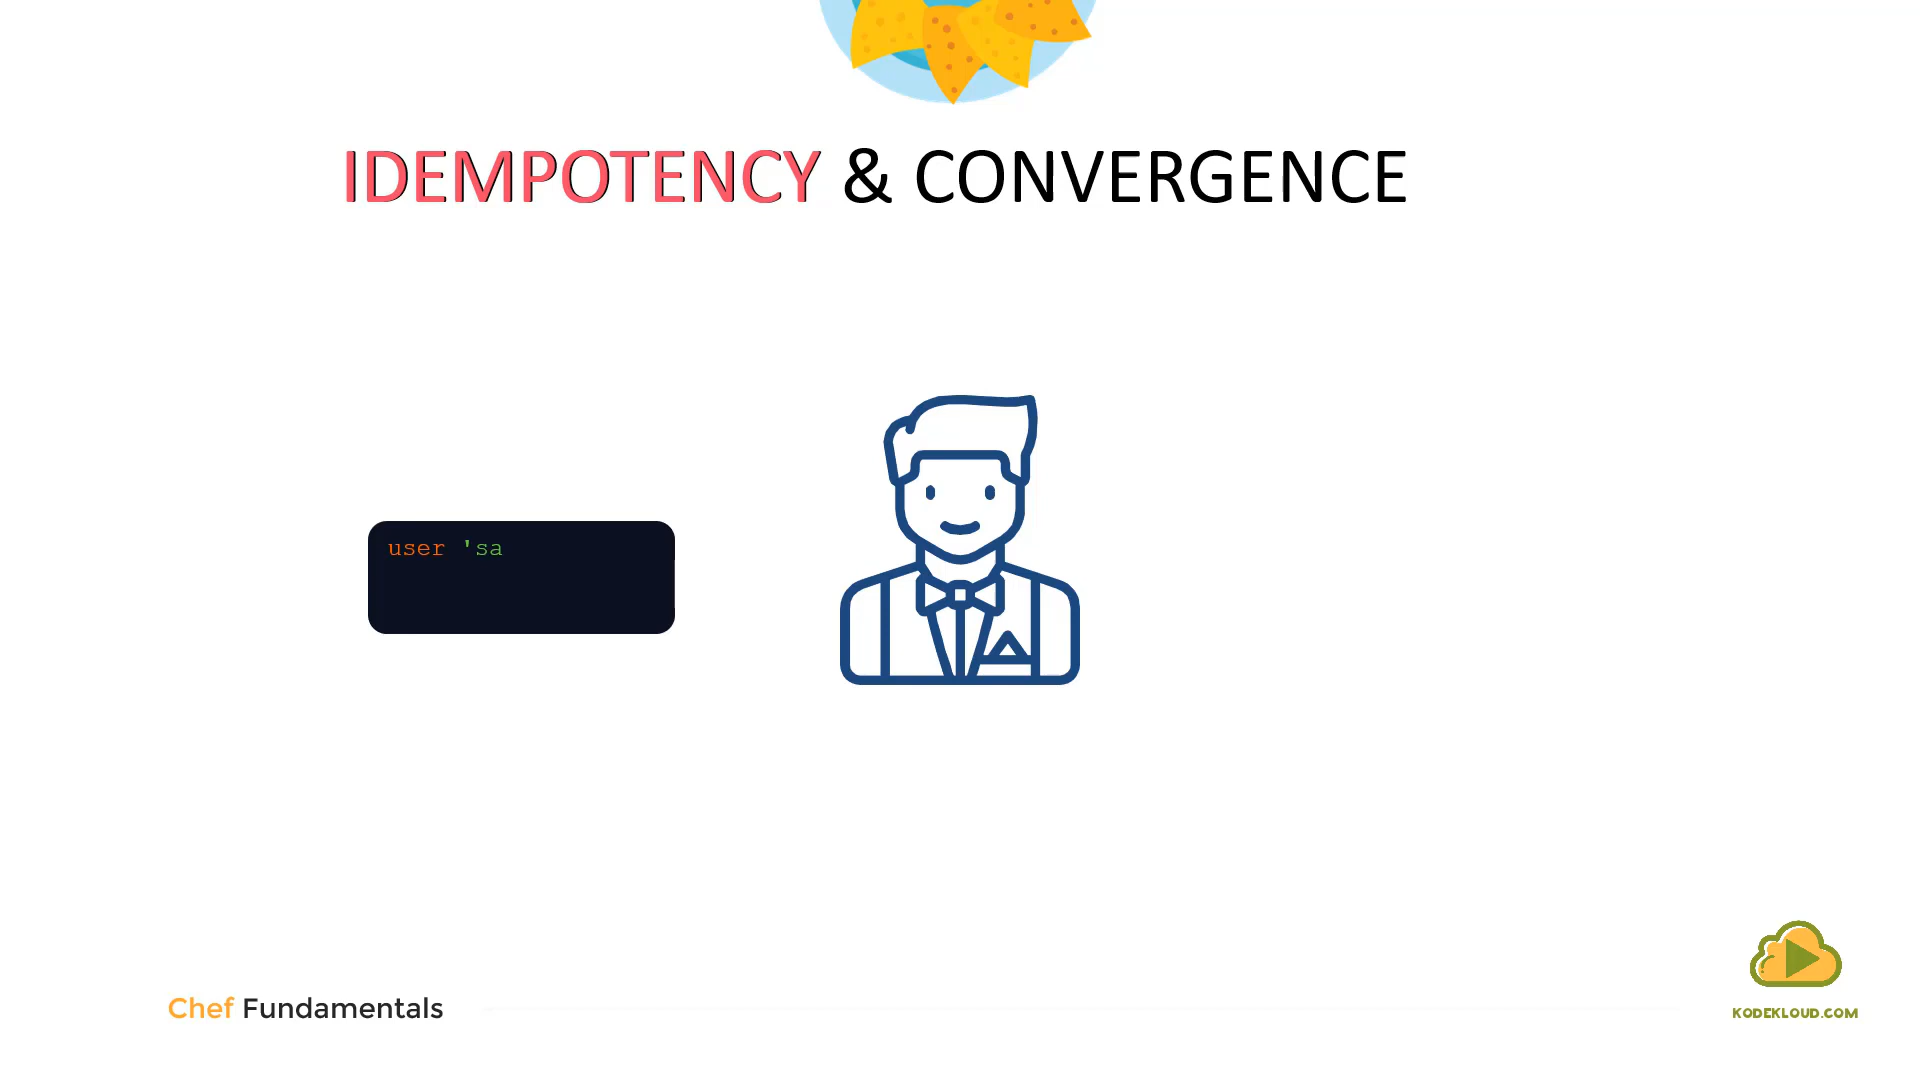 IDEMPOTENCY & CONVERGENCE
user 'sa
Chef Fundamentals
KODEKLOUD.COM